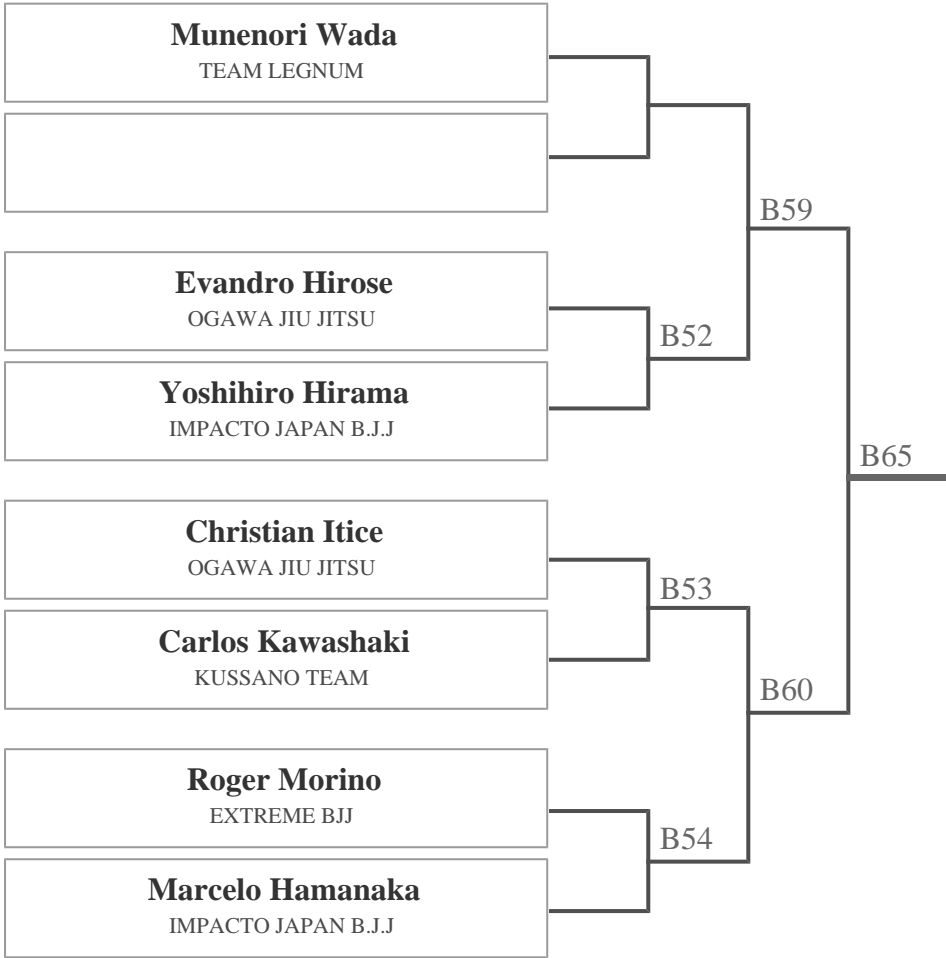 Munenori Wada
TEAM LEGNUM
B59
Evandro Hirose
OGAWA JIU JITSU
B52
Yoshihiro Hirama
IMPACTO JAPAN B.J.J
B65
Christian Itice
OGAWA JIU JITSU
B53
Carlos Kawashaki
KUSSANO TEAM
B60
Roger Morino
EXTREME BJJ
B54
Marcelo Hamanaka
IMPACTO JAPAN B.J.J